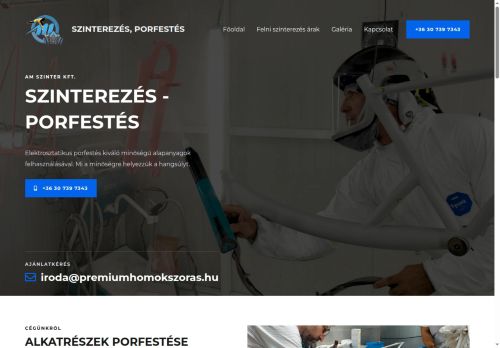 SZINTEREZÉS, PORFESTÉS
Főoldal Felni szinterezés árak Galéria Kapcsolat +36 30 739 7343
AM SZINTER KFT.
SZINTEREZÉS -
PORFESTÉS
Elektrosztatikus porfestés kiváló minőségű alapanyagok
felhasználásával. Mi a minőségre helyezzük a hangsúlyt.
+36 30 739 7343
AJÁNLATKÉRÉS
iroda@premiumhomokszoras.hu
CÉGÜNKRŐL
ALKATRÉSZEK PORFESTÉSE